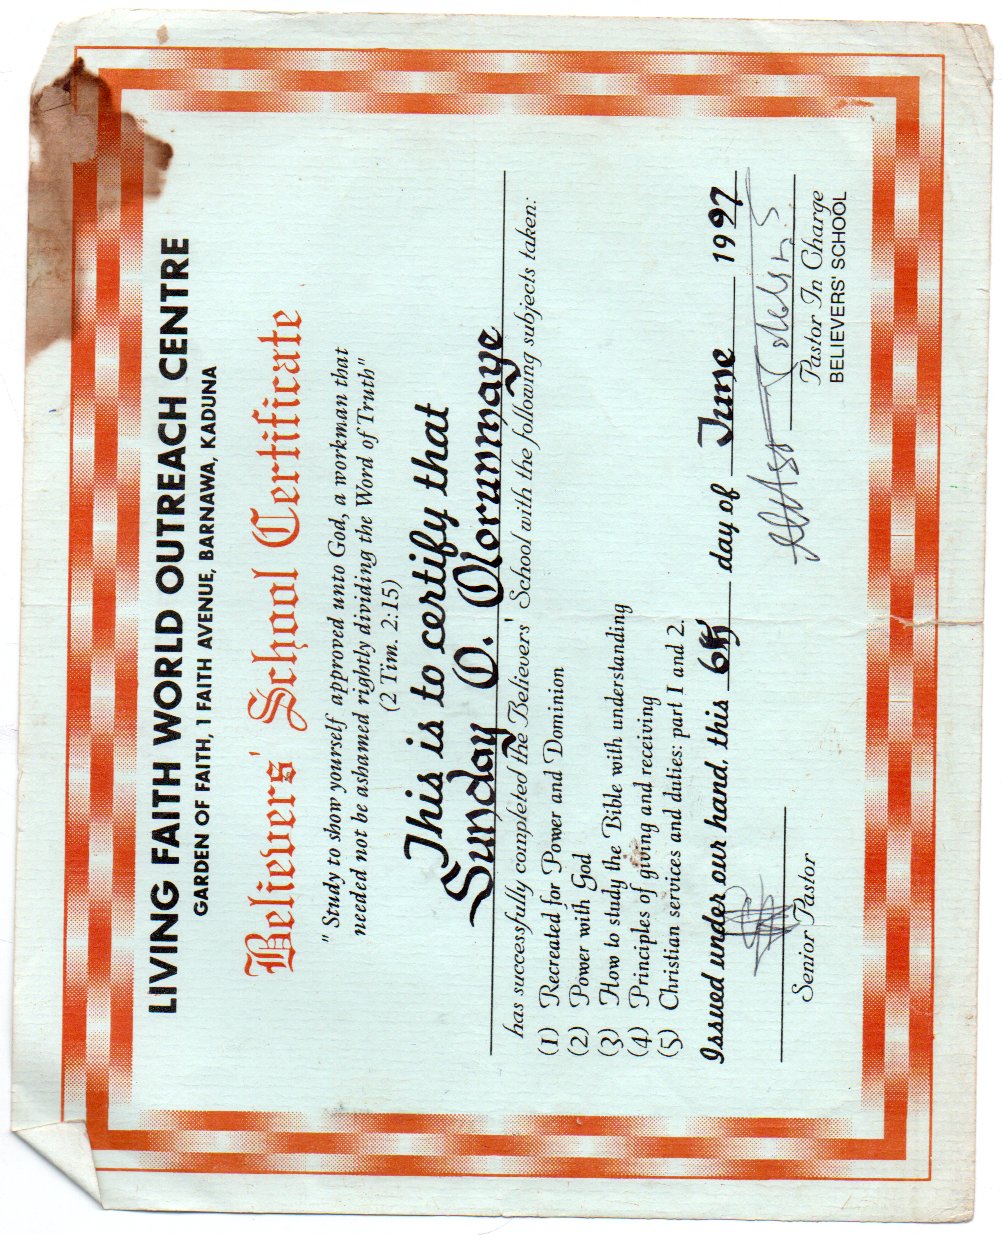 LIVING FAITH WORLD OUTREACH CENTRE
GARDEN OF FAITH, 1 FAITH AVENUE, BARNAWA, KADUNA
Believers' School Certificate
" Study to show yourself approved unto God, a workman that
needed not be ashamed rightly dividing the Word of Truth"
(2 Tim. 2:15)
This is to certify that
Sunday O. Olorunmaye
has successfully completed the Believers' School with the following subjects taken:
(1) Recreated for Power and Dominion
(2) Power with God
(3) How to study the Bible with understanding
(4) Principles of giving and receiving
(5) Christian services and duties: part I and 2.
Issued under our hand, this 6th day of June 1997
Senior Pastor
Pastor In Charge
BELIEVERS' SCHOOL